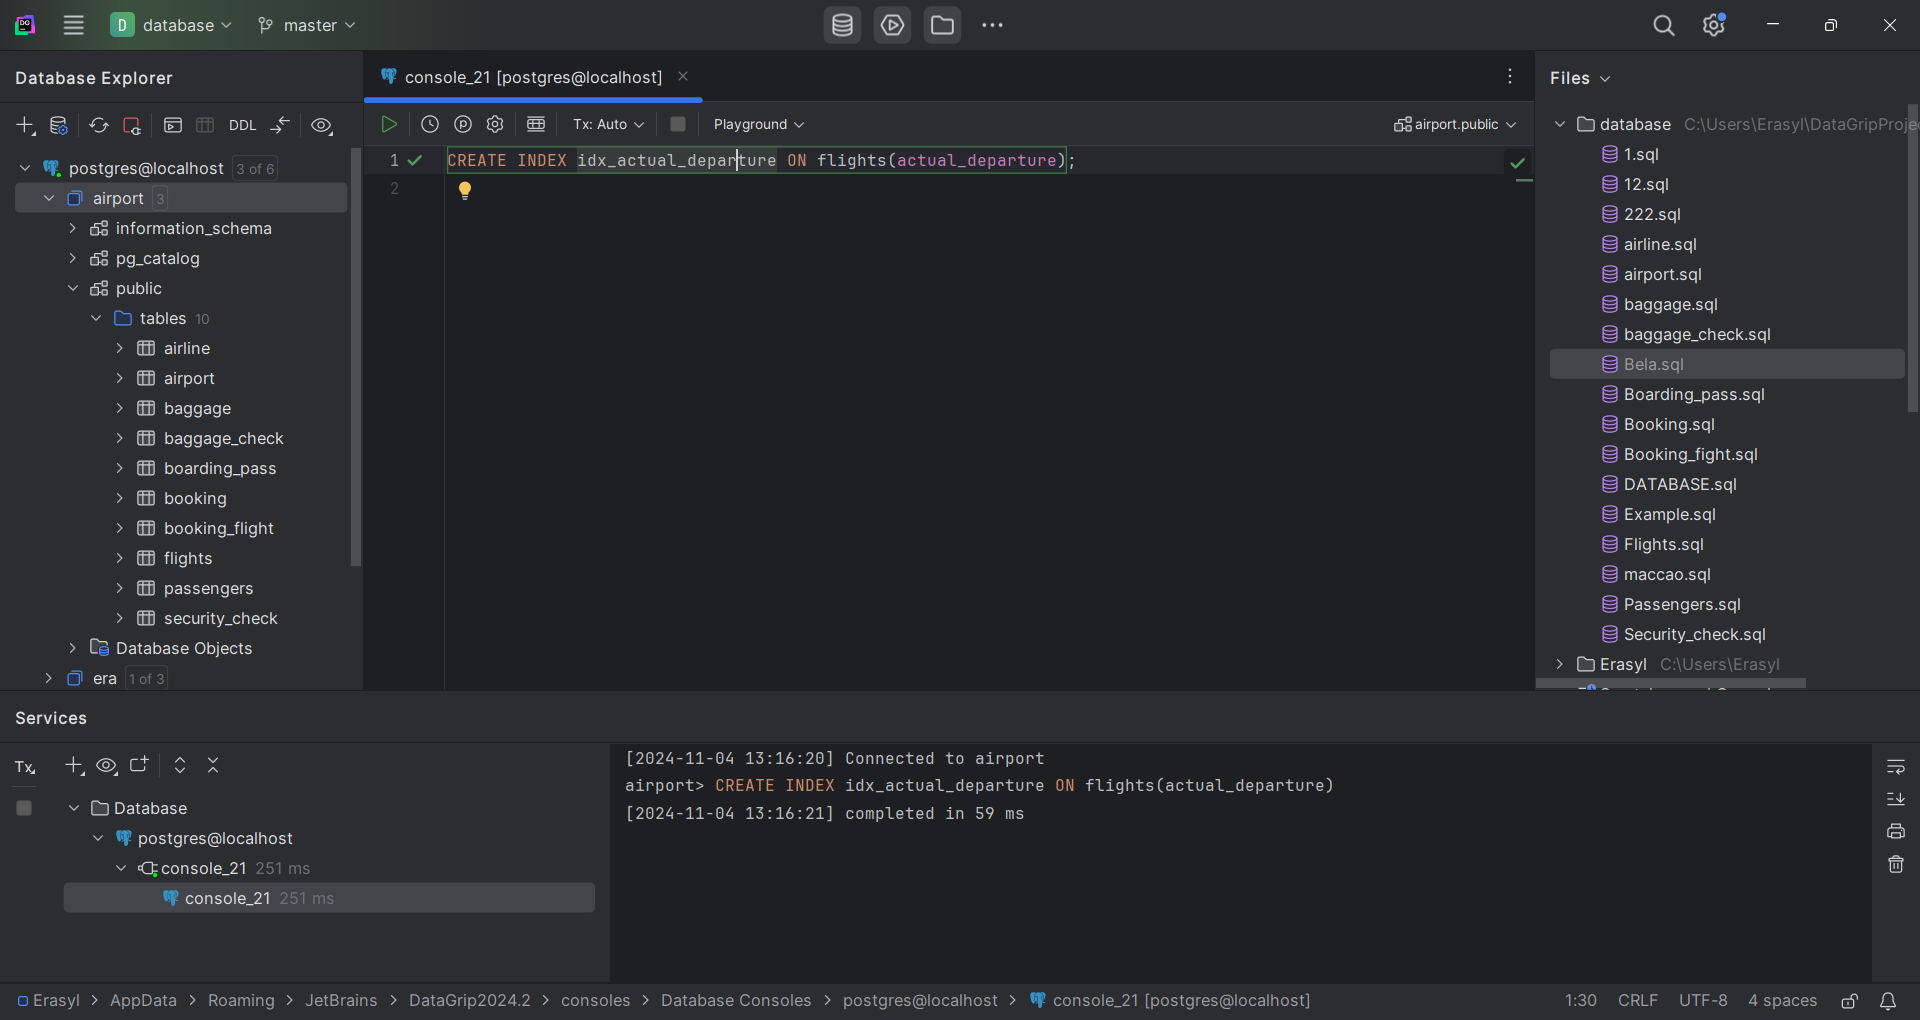 DG
D database master
Database Explorer
DDL
postgres@localhost 3 of 6
airport 3
information_schema
pg_catalog
public
tables 10
airline
airport
baggage
baggage_check
boarding_pass
booking
booking_flight
flights
passengers
security_check
Database Objects
era 1 of 3
console_21 [postgres@localhost]
Tx: Auto Playground airport.public
1 CREATE INDEX idx_actual_departure ON flights(actual_departure);
2
Files
database C:\Users\Erasyl\DataGripProje
1.sql
12.sql
222.sql
airline.sql
airport.sql
baggage.sql
baggage_check.sql
Bela.sql
Boarding_pass.sql
Booking.sql
Booking_fight.sql
DATABASE.sql
Example.sql
Flights.sql
maccao.sql
Passengers.sql
Security_check.sql
Erasyl C:\Users\Erasyl
Services
Tx
Database
postgres@localhost
console_21 251 ms
console_21 251 ms
[2024-11-04 13:16:20] Connected to airport
airport> CREATE INDEX idx_actual_departure ON flights(actual_departure)
[2024-11-04 13:16:21] completed in 59 ms
Erasyl > AppData > Roaming > JetBrains > DataGrip2024.2 > consoles > Database Consoles > postgres@localhost > console_21 [postgres@localhost]
1:30 CRLF UTF-8 4 spaces